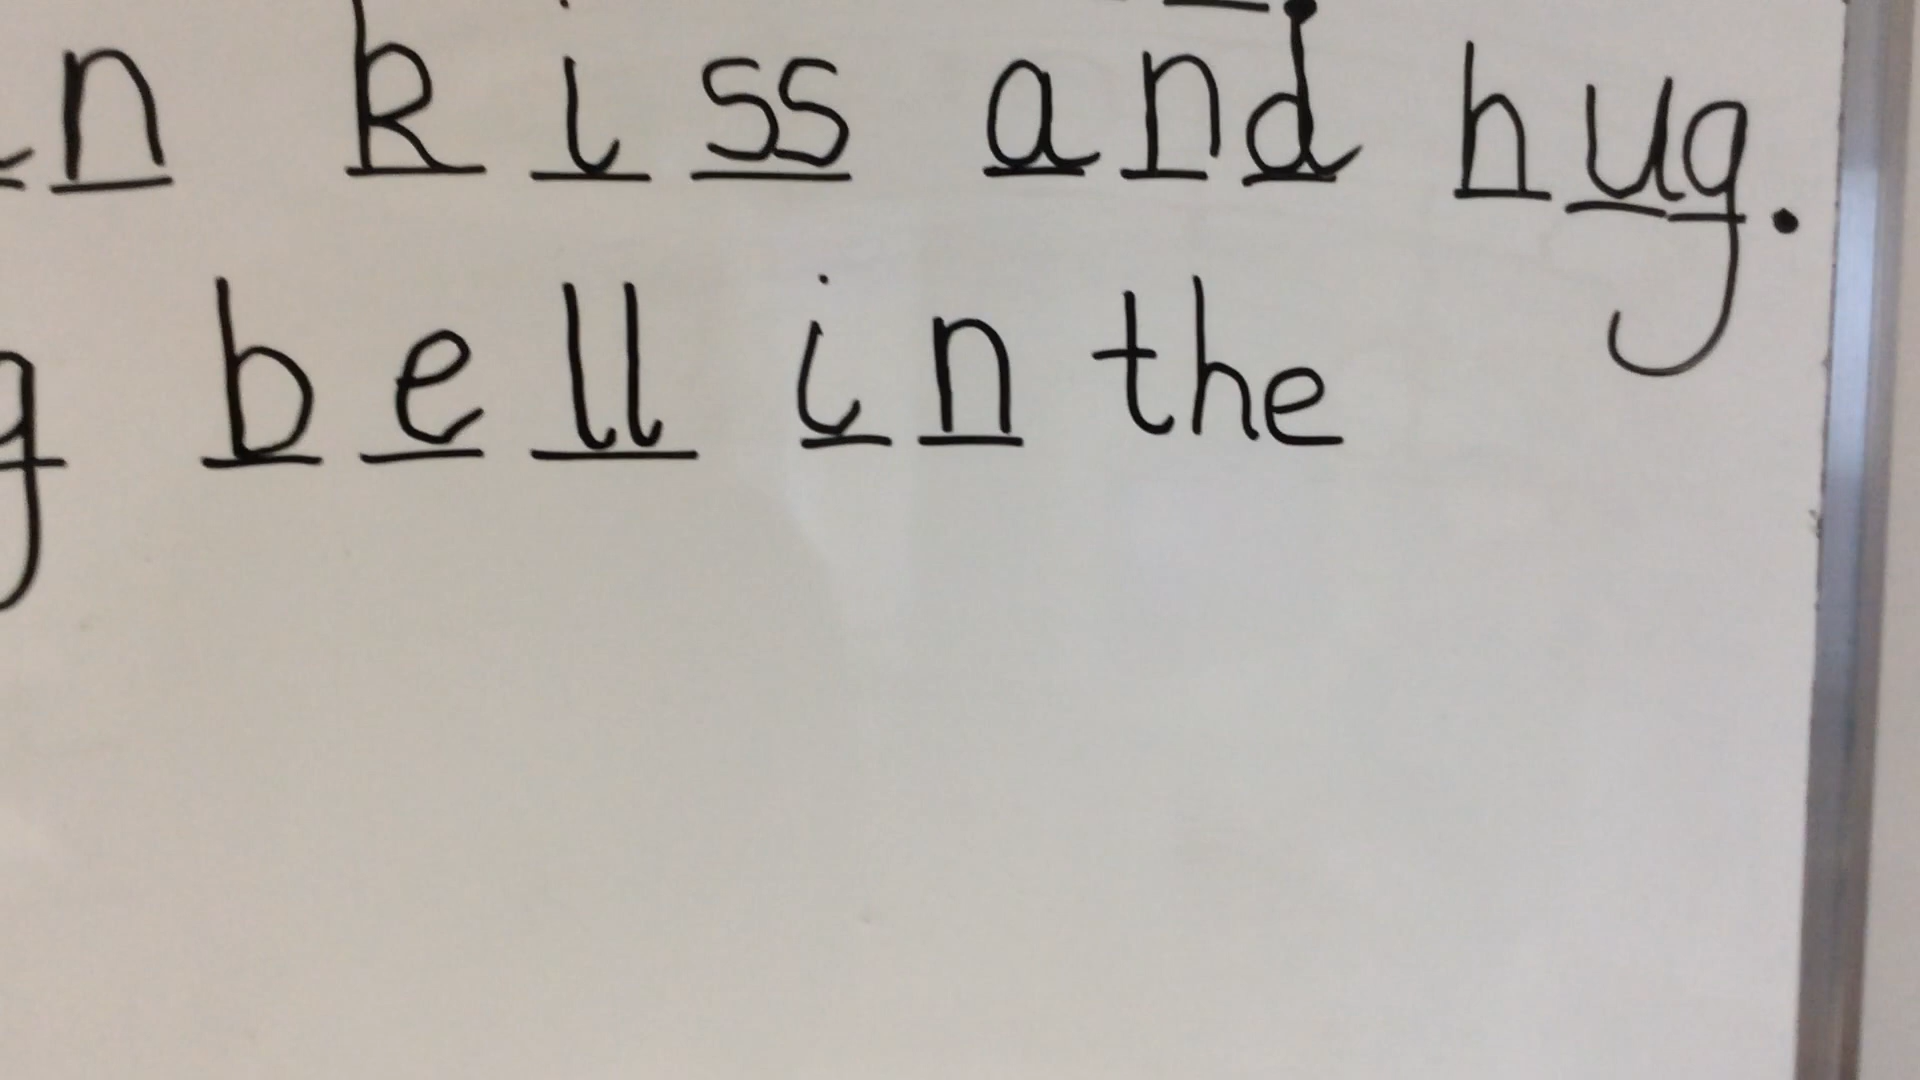 n kiss and hug.
g bell in the